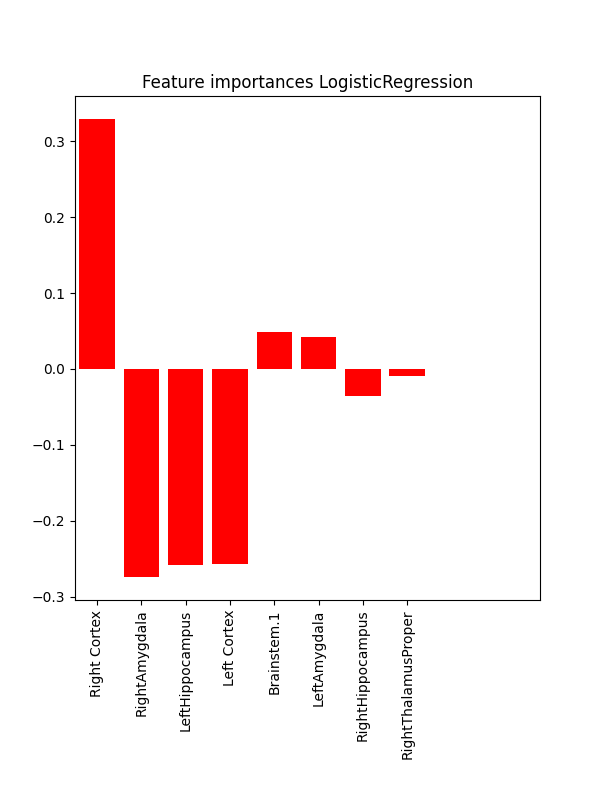 Feature importances LogisticRegression
0.3
0.2
0.1
0.0
−0.1
−0.2
−0.3
Right Cortex
RightAmygdala
LeftHippocampus
Left Cortex
Brainstem.1
LeftAmygdala
RightHippocampus
RightThalamusProper